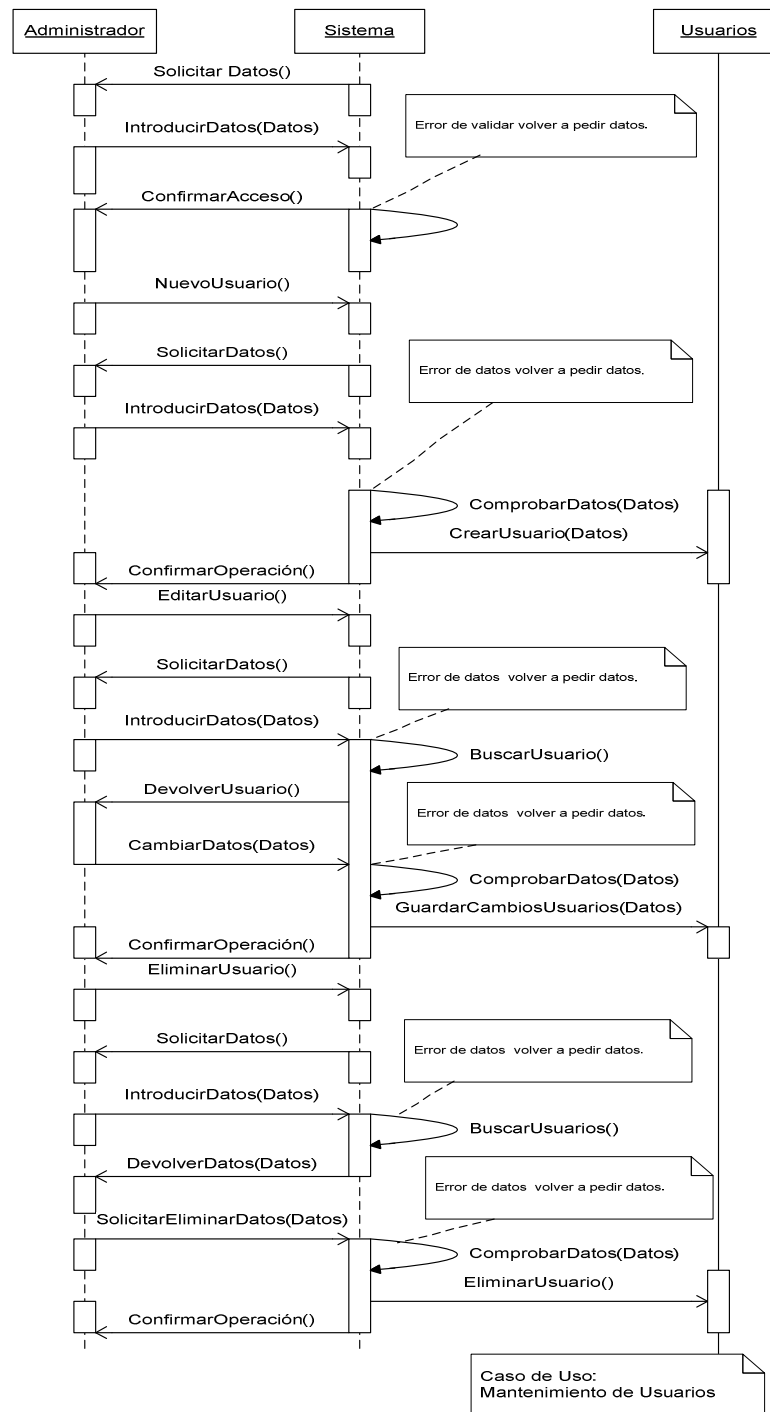 Administrador
Sistema
Usuarios
Solicitar Datos()
IntroducirDatos(Datos)
Error de validar volver a pedir datos.
ConfirmarAcceso()
NuevoUsuario()
SolicitarDatos()
Error de datos volver a pedir datos.
IntroducirDatos(Datos)
ComprobarDatos(Datos)
CrearUsuario(Datos)
ConfirmarOperación()
EditarUsuario()
SolicitarDatos()
Error de datos volver a pedir datos.
IntroducirDatos(Datos)
BuscarUsuario()
DevolverUsuario()
Error de datos volver a pedir datos.
CambiarDatos(Datos)
ComprobarDatos(Datos)
GuardarCambiosUsuarios(Datos)
ConfirmarOperación()
EliminarUsuario()
SolicitarDatos()
Error de datos volver a pedir datos.
IntroducirDatos(Datos)
BuscarUsuarios()
DevolverDatos(Datos)
Error de datos volver a pedir datos.
SolicitarEliminarDatos(Datos)
ComprobarDatos(Datos)
EliminarUsuario()
ConfirmarOperación()
Caso de Uso:
Mantenimiento de Usuarios